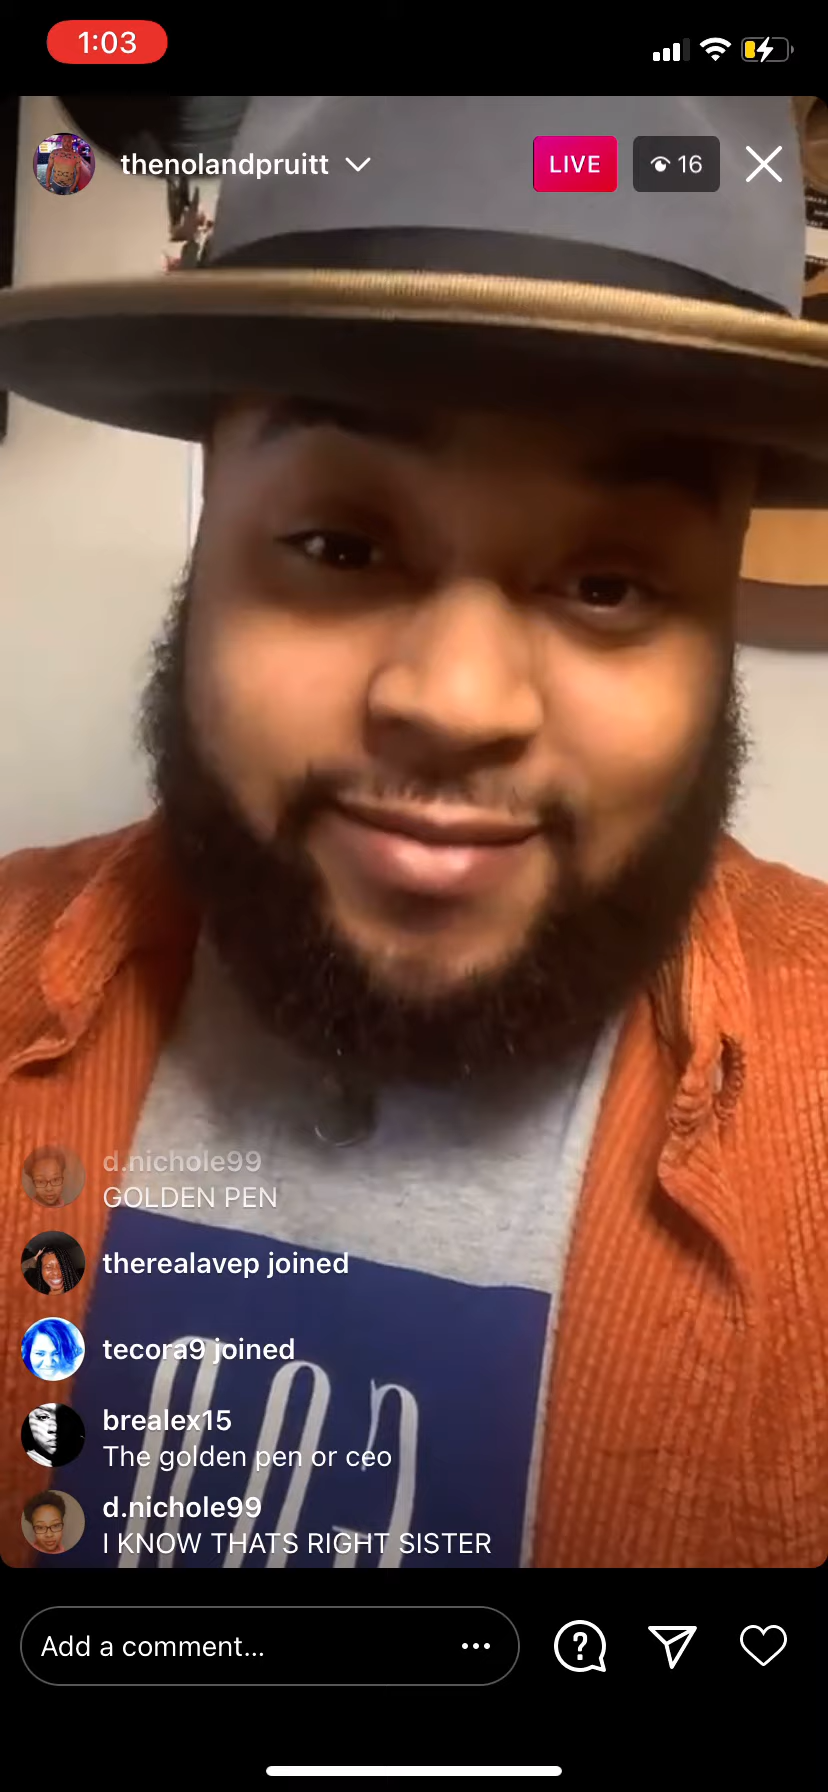 1:03
thenolandpruitt
LIVE
16
d.nichole99
GOLDEN PEN
therealavep joined
tecora9 joined
brealex15
The golden pen or ceo
d.nichole99
I KNOW THATS RIGHT SISTER
Add a comment...